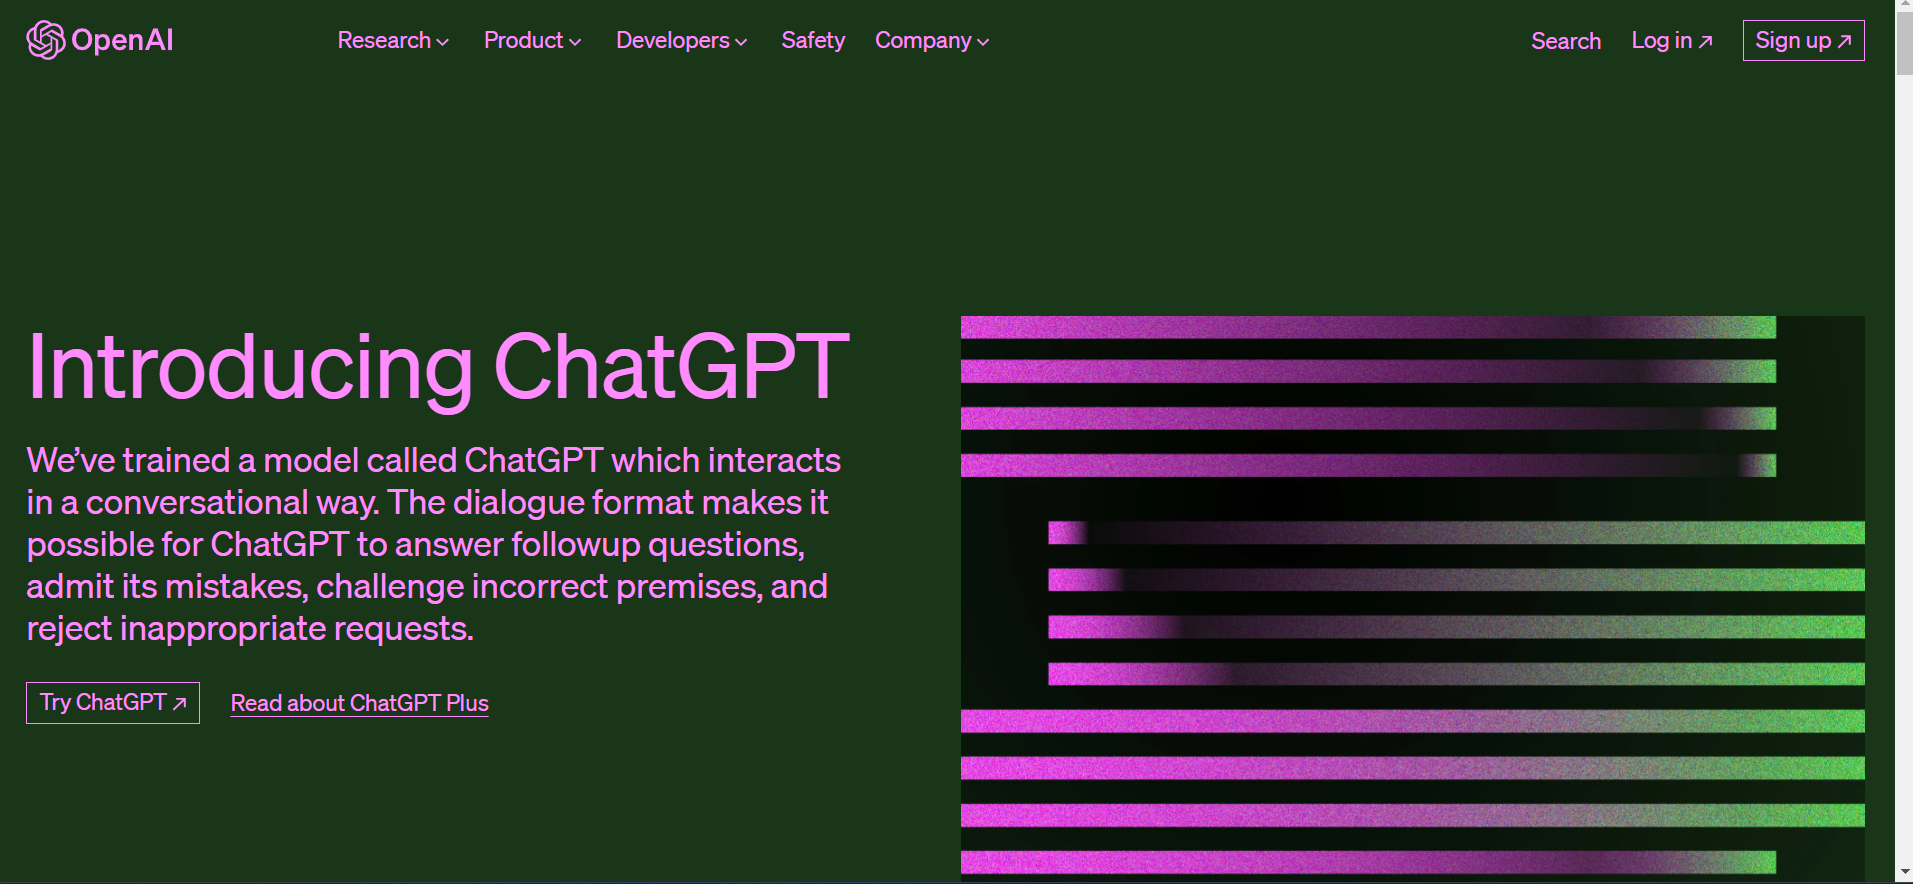 OpenAI
Research
Product
Developers
Safety
Company
Search
Log in ↗
Sign up ↗
Introducing ChatGPT
We’ve trained a model called ChatGPT which interacts
in a conversational way. The dialogue format makes it
possible for ChatGPT to answer followup questions,
admit its mistakes, challenge incorrect premises, and
reject inappropriate requests.
Try ChatGPT ↗
Read about ChatGPT Plus